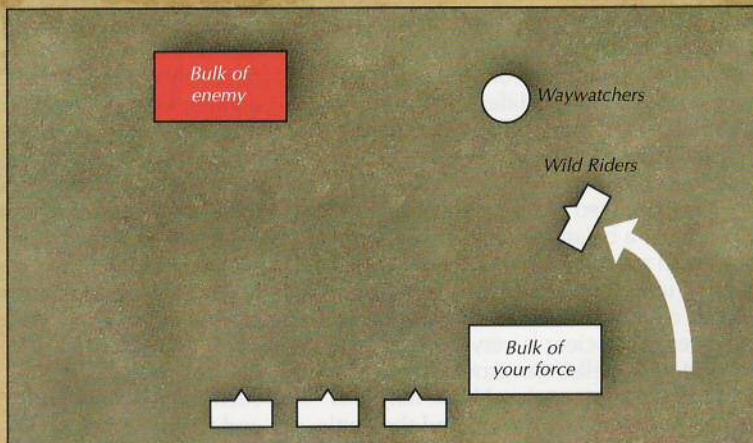 Bulk of
enemy
Waywatchers
Wild Riders
Bulk of
your force